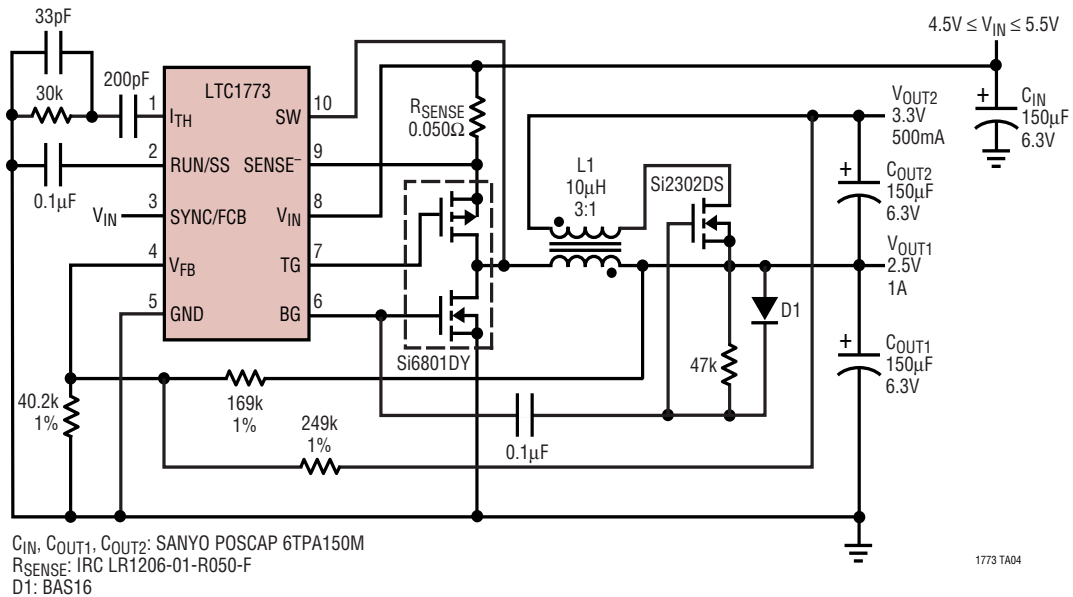 33pF
30k
200pF
0.1µF
VIN
LTC1773
1 ITH
2 RUN/SS
3 SYNC/FCB
4 VFB
5 GND
10 SW
9 SENSE−
8 VIN
7 TG
6 BG
RSENSE
0.050Ω
Si6801DY
L1
10µH
3:1
Si2302DS
4.5V ≤ VIN ≤ 5.5V
+ CIN
150µF
6.3V
VOUT2
3.3V
500mA
+ COUT2
150µF
6.3V
VOUT1
2.5V
1A
D1
47k
+ COUT1
150µF
6.3V
40.2k
1%
169k
1%
249k
1%
0.1µF
CIN, COUT1, COUT2: SANYO POSCAP 6TPA150M
RSENSE: IRC LR1206-01-R050-F
D1: BAS16
1773 TA04